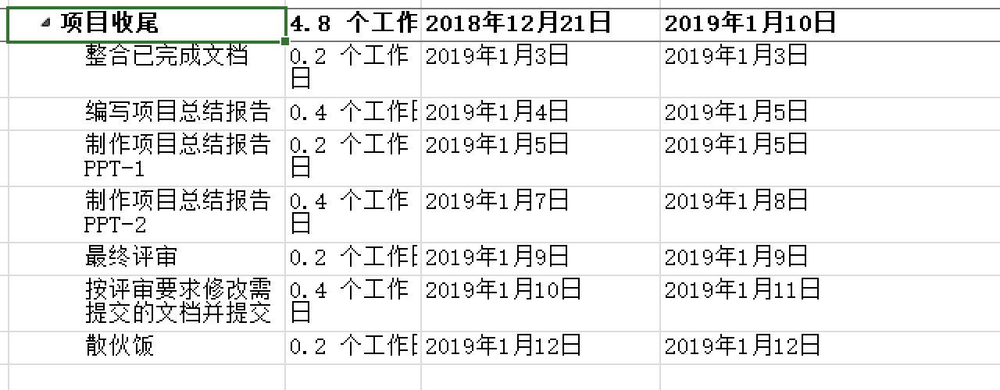 项目收尾 4.8 个工作 2018年12月21日 2019年1月10日
整合已完成文档 0.2 个工作 2019年1月3日 2019年1月3日
日
编写项目总结报告 0.4 个工作日 2019年1月4日 2019年1月5日
制作项目总结报告 0.2 个工作 2019年1月5日 2019年1月5日
PPT-1 日
制作项目总结报告 0.4 个工作 2019年1月7日 2019年1月8日
PPT-2 日
最终评审 0.2 个工作日 2019年1月9日 2019年1月9日
按评审要求修改需 0.4 个工作 2019年1月10日 2019年1月11日
提交的文档并提交 日
散伙饭 0.2 个工作日 2019年1月12日 2019年1月12日